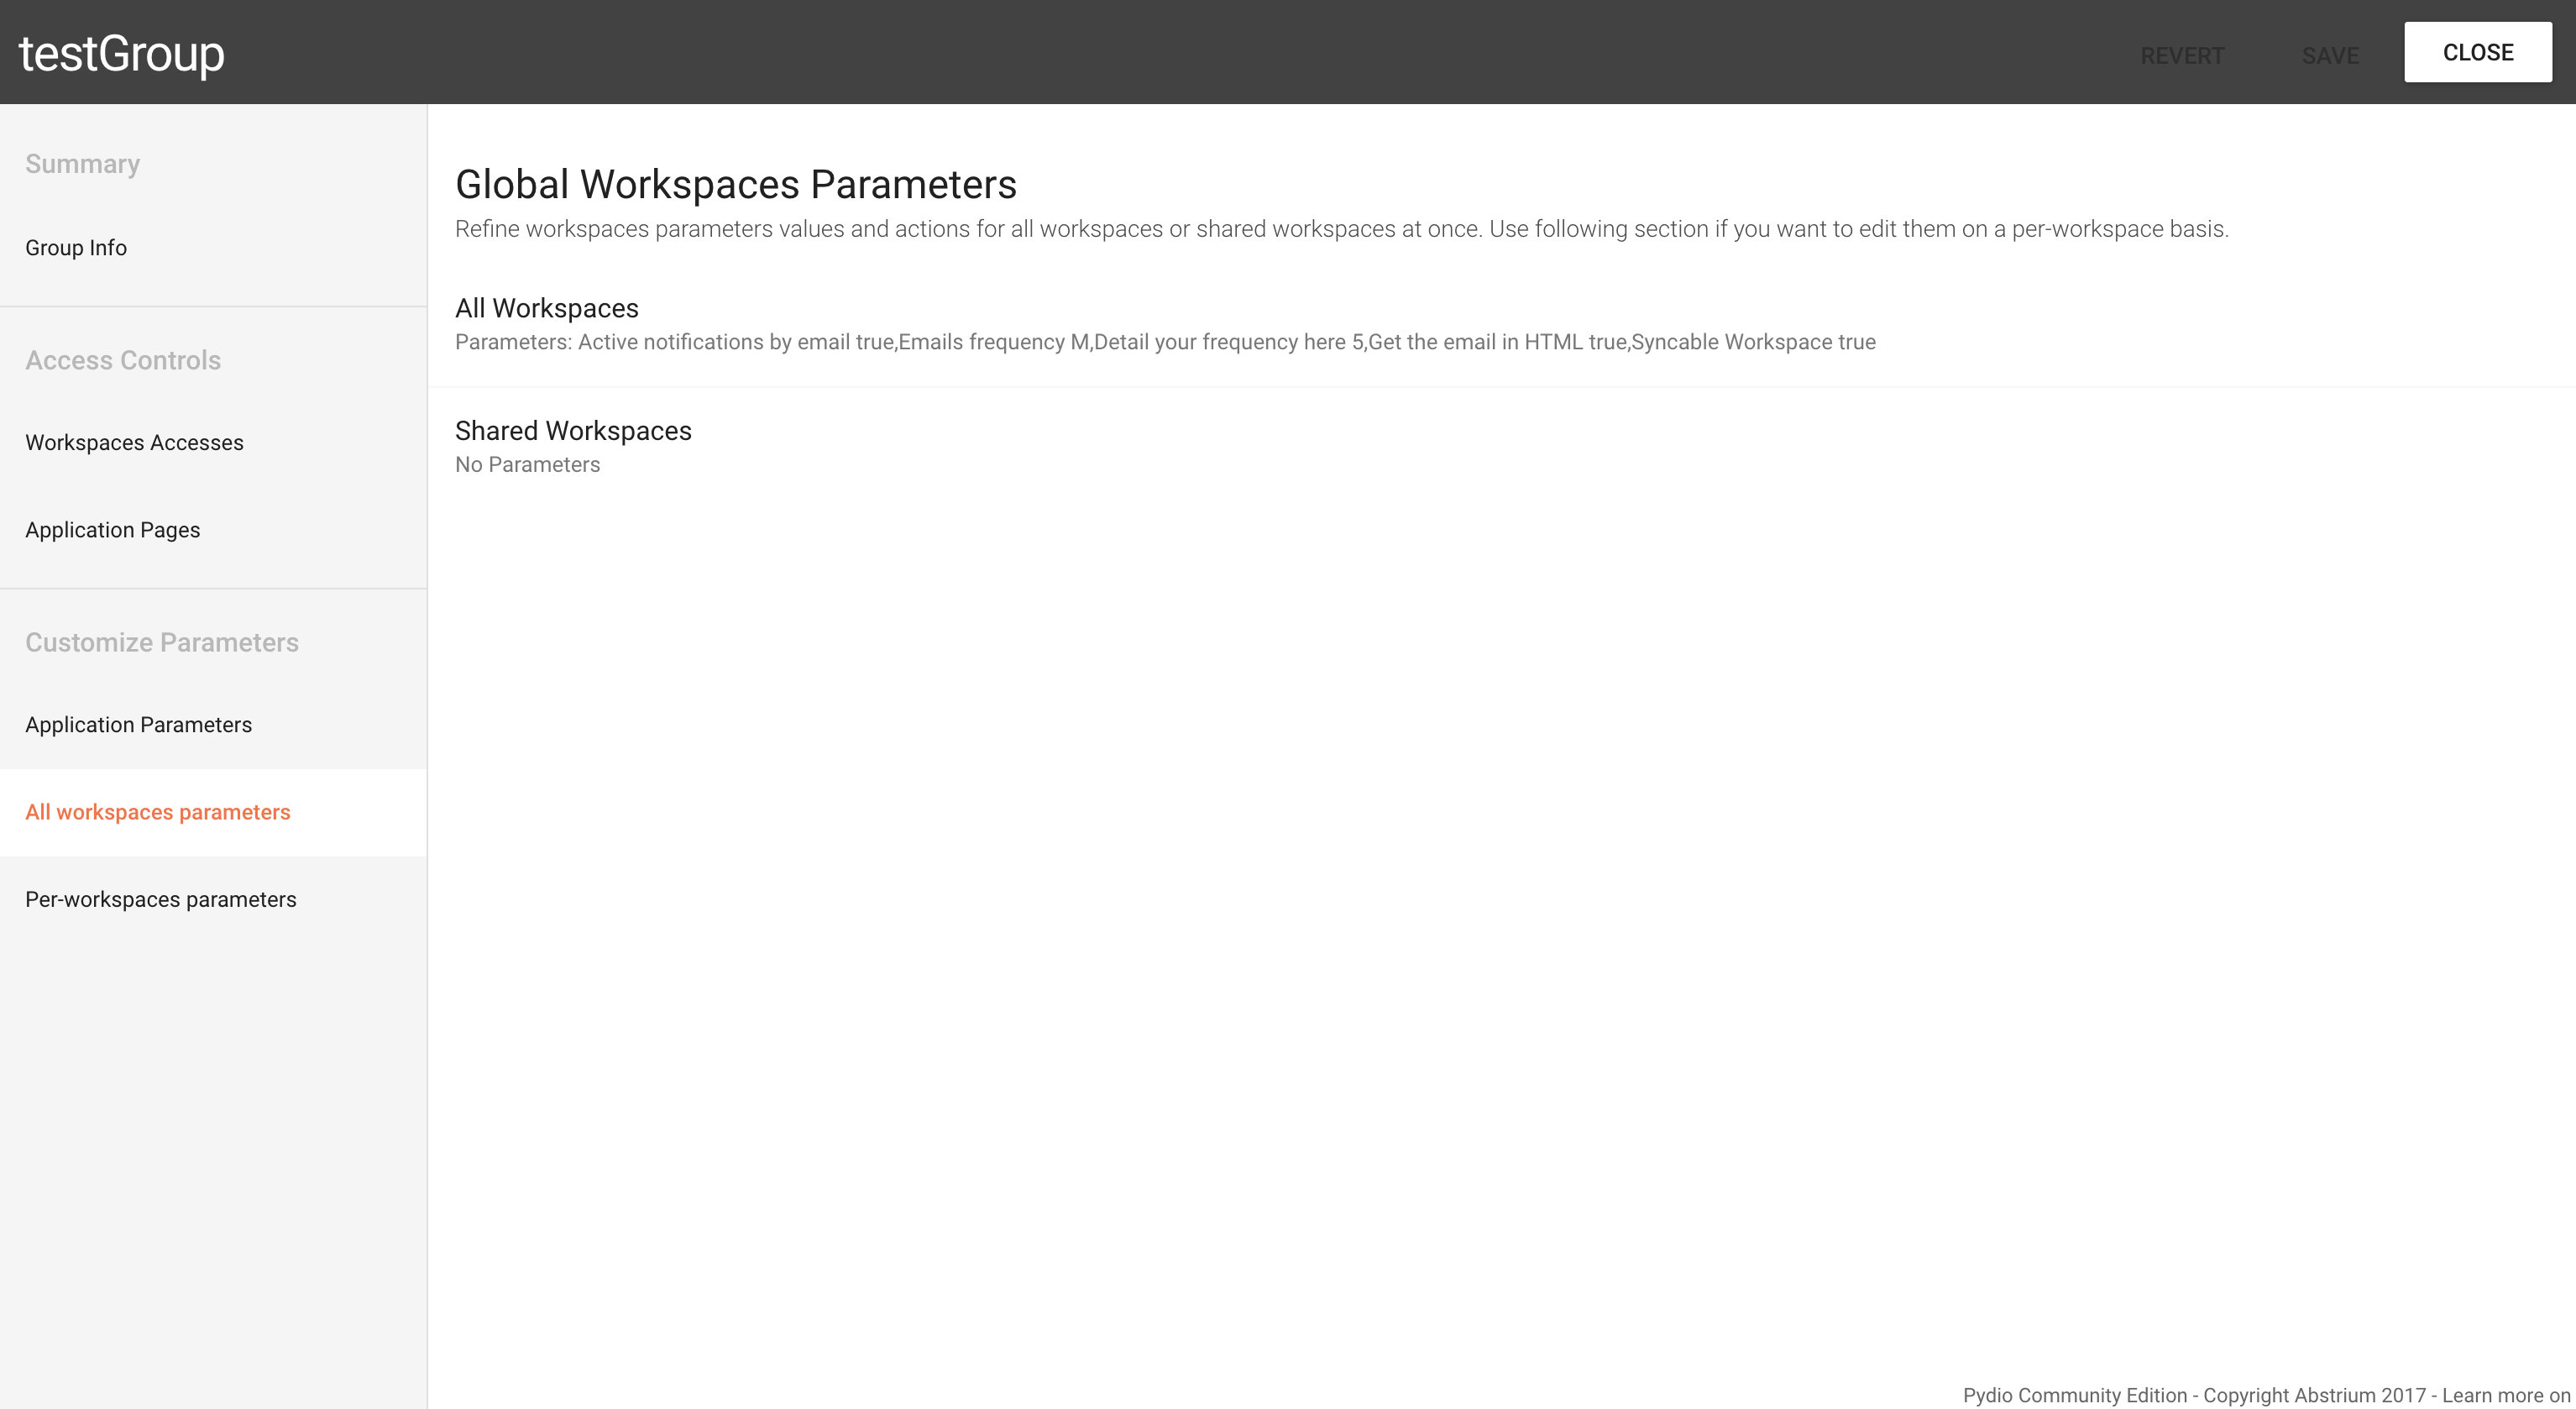 testGroup
REVERT
SAVE
CLOSE
Summary
Group Info
Access Controls
Workspaces Accesses
Application Pages
Customize Parameters
Application Parameters
All workspaces parameters
Per-workspaces parameters
Global Workspaces Parameters
Refine workspaces parameters values and actions for all workspaces or shared workspaces at once. Use following section if you want to edit them on a per-workspace basis.
All Workspaces
Parameters: Active notifications by email true,Emails frequency M,Detail your frequency here 5,Get the email in HTML true,Syncable Workspace true
Shared Workspaces
No Parameters
Pydio Community Edition - Copyright Abstrium 2017 - Learn more on